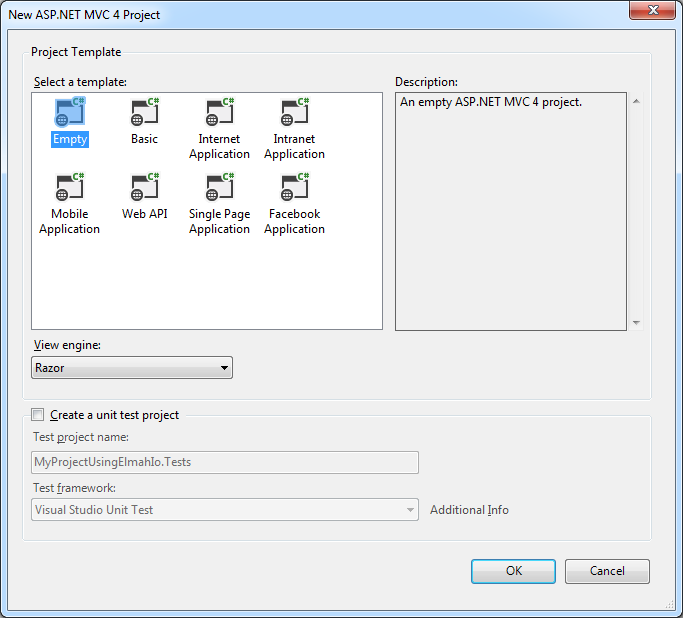 New ASP.NET MVC 4 Project
Project Template
Select a template:
Description:
C# C# C# C#
An empty ASP.NET MVC 4 project.
Empty
Basic
Internet Application
Intranet Application
C# C# C# C#
Mobile Application
Web API
Single Page Application
Facebook Application
View engine:
Razor
Create a unit test project
Test project name:
MyProjectUsingElmahIo.Tests
Test framework:
Visual Studio Unit Test
Additional Info
OK
Cancel